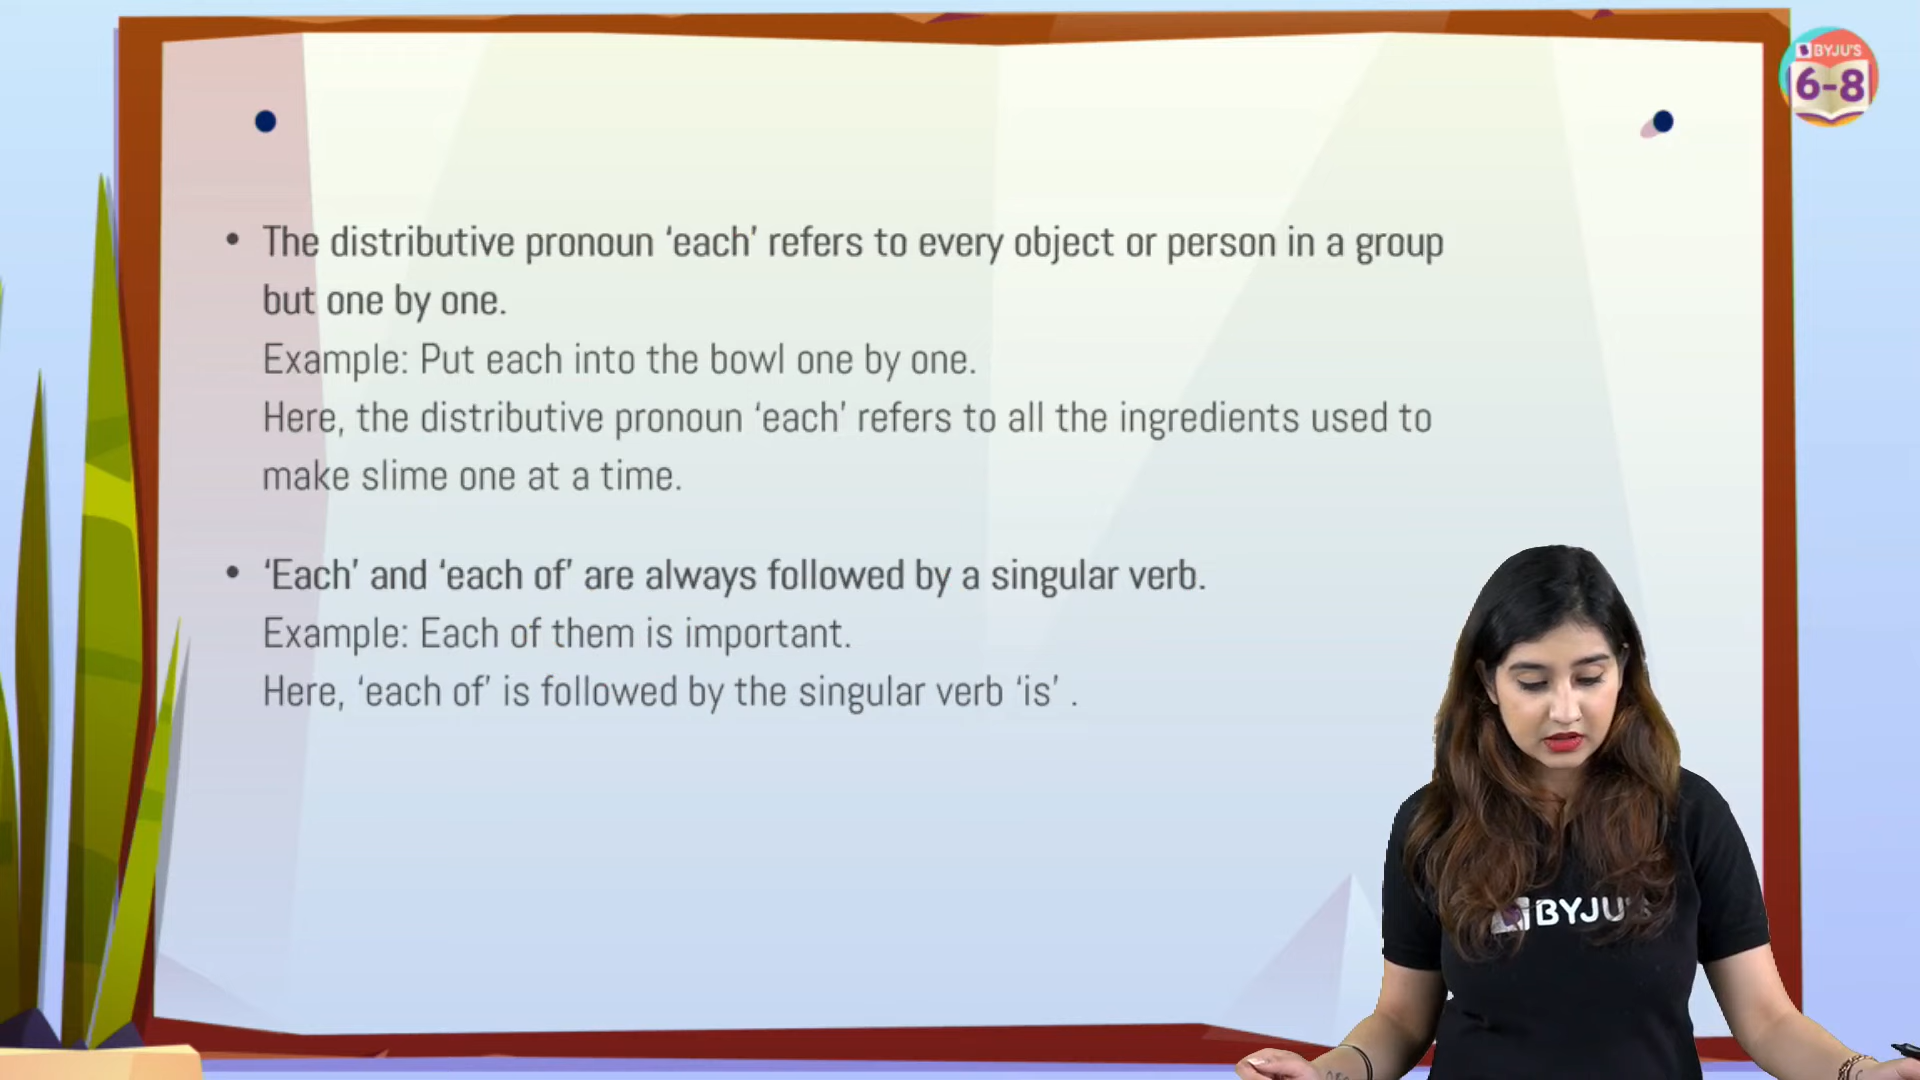 BYJU'S
6-8
• The distributive pronoun ‘each’ refers to every object or person in a group
but one by one.
Example: Put each into the bowl one by one.
Here, the distributive pronoun ‘each’ refers to all the ingredients used to
make slime one at a time.
• ‘Each’ and ‘each of’ are always followed by a singular verb.
Example: Each of them is important.
Here, ‘each of’ is followed by the singular verb ‘is’ .
BYJU'S